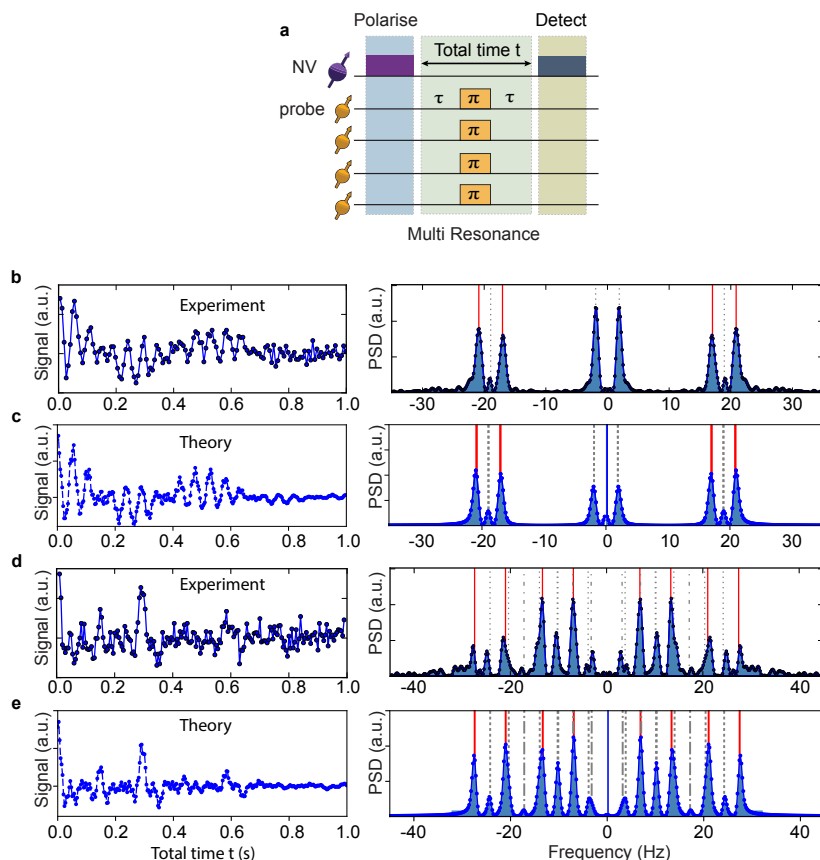 Polarise Detect
a
Total time t
NV
probe τ π τ
π
π
π
Multi Resonance
b
Signal (a.u.)
Experiment
0.0 0.2 0.4 0.6 0.8 1.0
PSD (a.u.)
-30 -20 -10 0 10 20 30
c
Signal (a.u.)
Theory
0.0 0.2 0.4 0.6 0.8 1.0
PSD (a.u.)
-30 -20 -10 0 10 20 30
d
Signal (a.u.)
Experiment
0.0 0.2 0.4 0.6 0.8 1.0
PSD (a.u.)
-40 -20 0 20 40
e
Signal (a.u.)
Theory
0.0 0.2 0.4 0.6 0.8 1.0
Total time t (s)
PSD (a.u.)
-40 -20 0 20 40
Frequency (Hz)